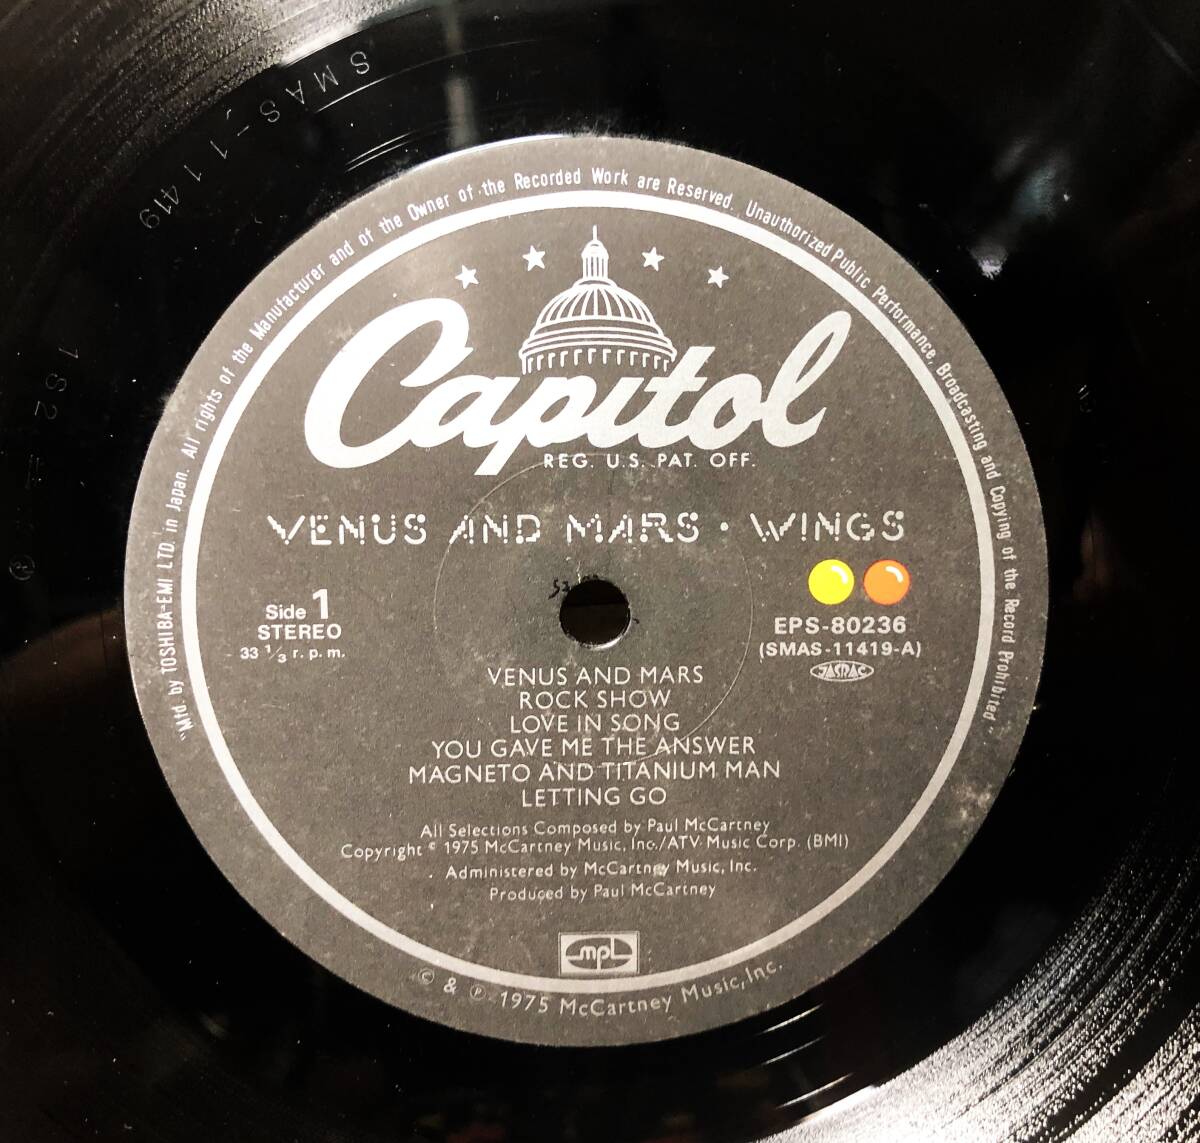 SMAS-11419
1S2
"Mfd. by TOSHIBA-EMI LTD. in Japan. All rights of the Manufacturer and of the Owner of the Recorded Work are Reserved. Unauthorized Public Performance, Broadcasting and Copying of the Record Prohibited"
Capitol
REG. U.S. PAT. OFF.
VENUS AND MARS · WINGS
Side 1
STEREO
33 1/3 r.p.m.
EPS-80236
(SMAS-11419-A)
JASRAC
VENUS AND MARS
ROCK SHOW
LOVE IN SONG
YOU GAVE ME THE ANSWER
MAGNETO AND TITANIUM MAN
LETTING GO
All Selections Composed by Paul McCartney
Copyright © 1975 McCartney Music, Inc./ATV Music Corp. (BMI)
Administered by McCartney Music, Inc.
Produced by Paul McCartney
mpl
© & ℗ 1975 McCartney Music, Inc.